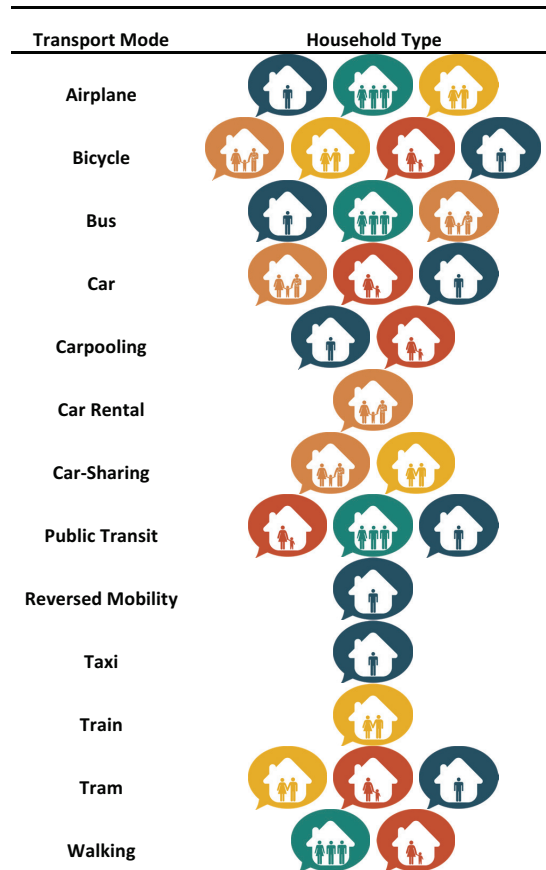 Transport Mode Household Type
Airplane
Bicycle
Bus
Car
Carpooling
Car Rental
Car-Sharing
Public Transit
Reversed Mobility
Taxi
Train
Tram
Walking